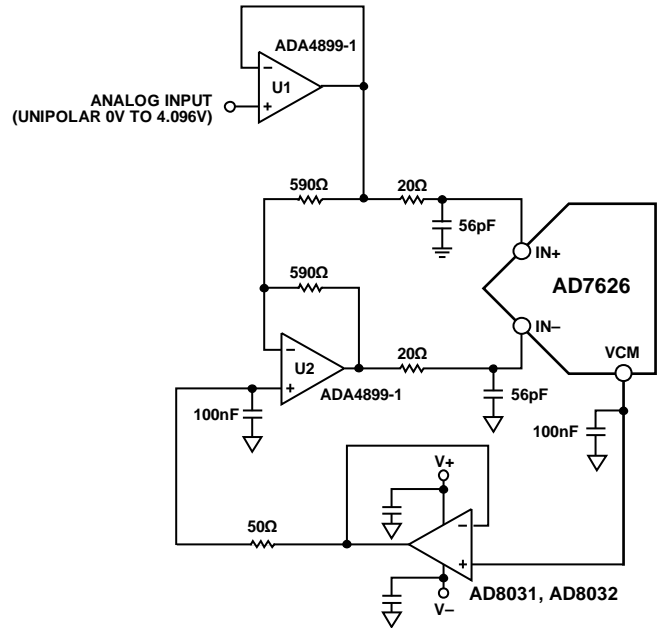 ADA4899-1
−
U1
+
ANALOG INPUT
(UNIPOLAR 0V TO 4.096V)
590Ω
20Ω
56pF
IN+
AD7626
590Ω
IN–
−
U2
+
20Ω
VCM
ADA4899-1
100nF
56pF
100nF
V+
−
50Ω
+
AD8031, AD8032
V–